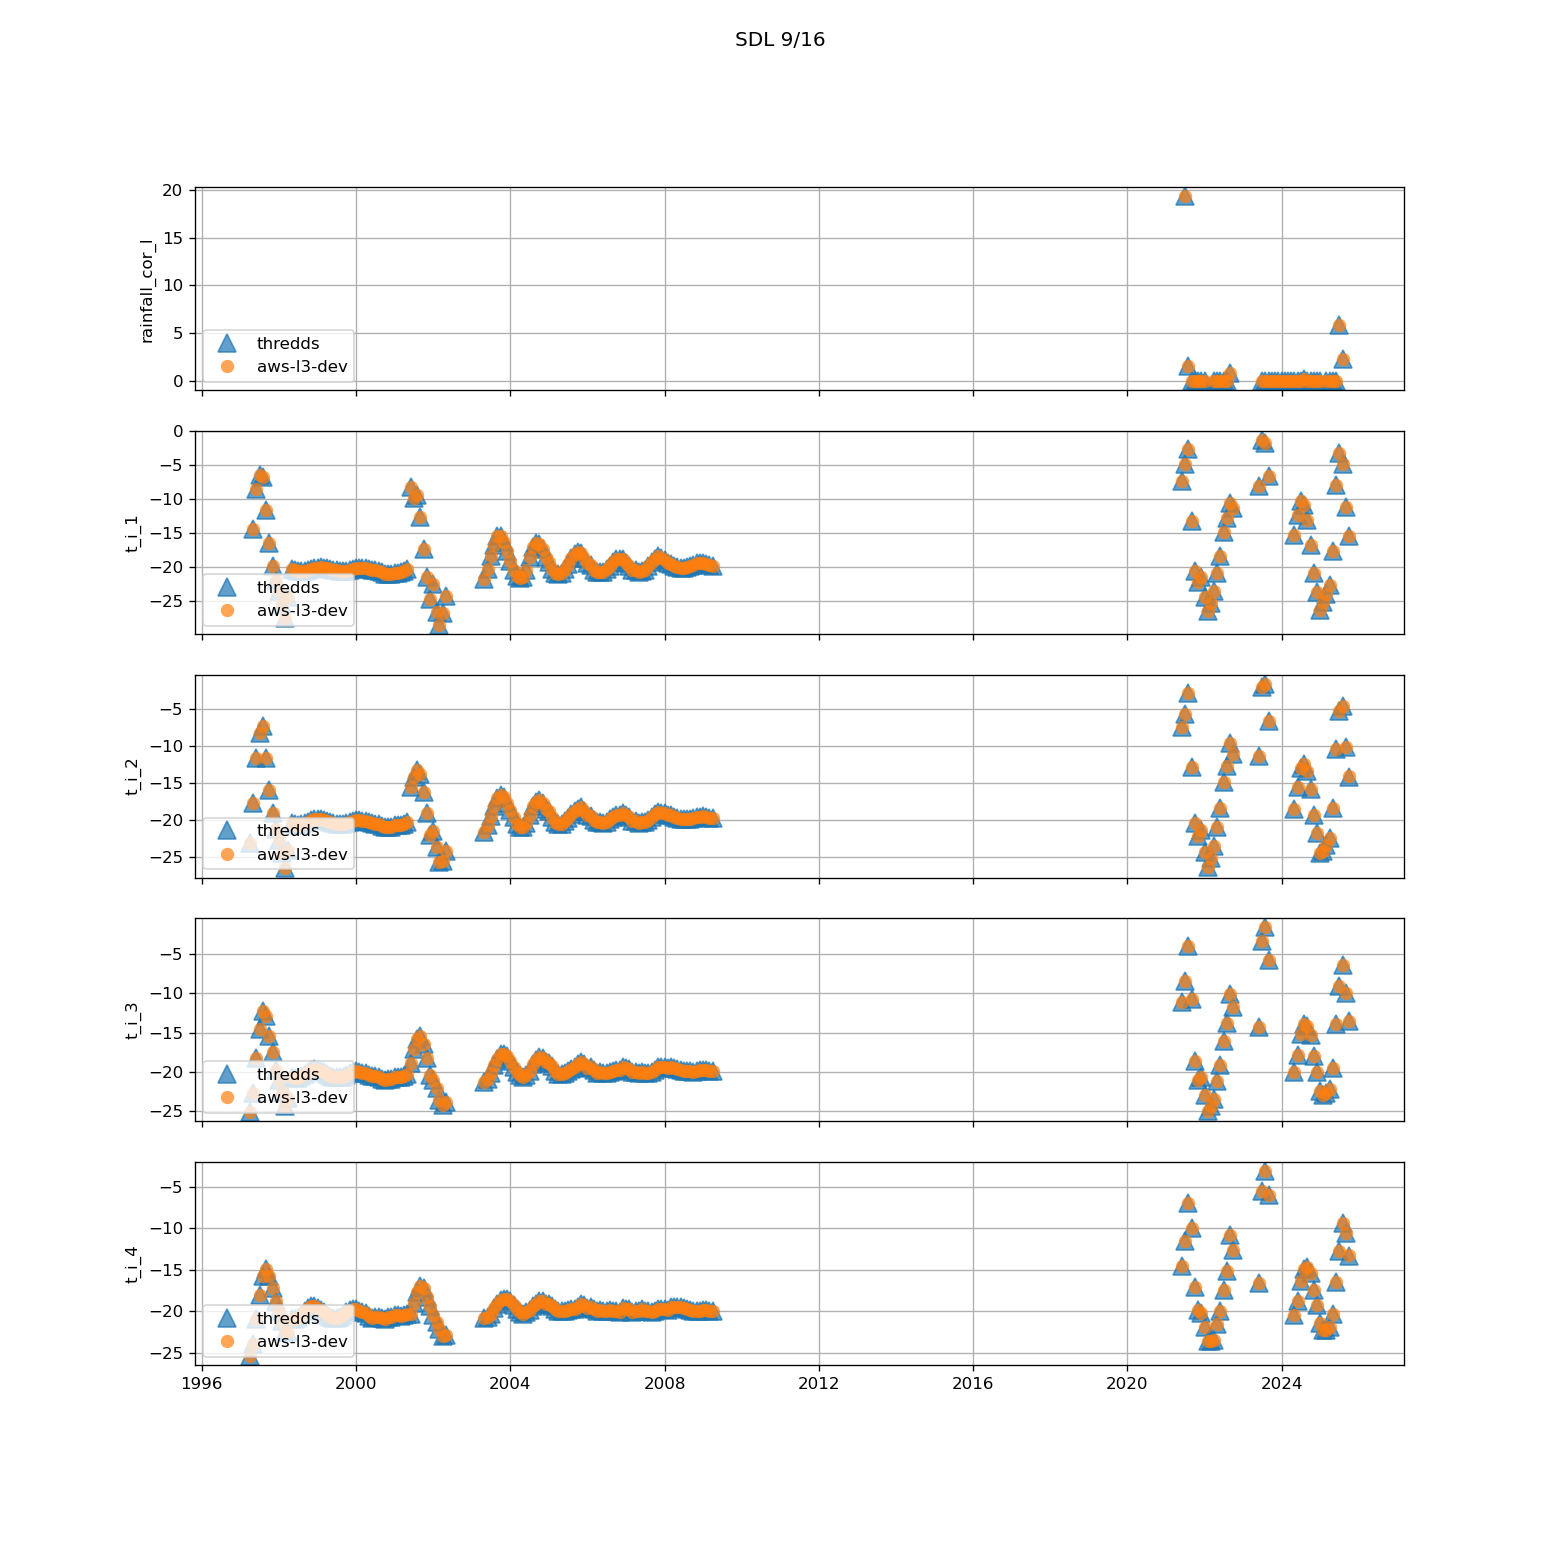 SDL 9/16
20
15
10
5
0
rainfall_cor_l
thredds
aws-l3-dev
0
−5
−10
−15
−20
−25
t_i_1
thredds
aws-l3-dev
−5
−10
−15
−20
−25
t_i_2
thredds
aws-l3-dev
−5
−10
−15
−20
−25
t_i_3
thredds
aws-l3-dev
−5
−10
−15
−20
−25
t_i_4
thredds
aws-l3-dev
1996 2000 2004 2008 2012 2016 2020 2024